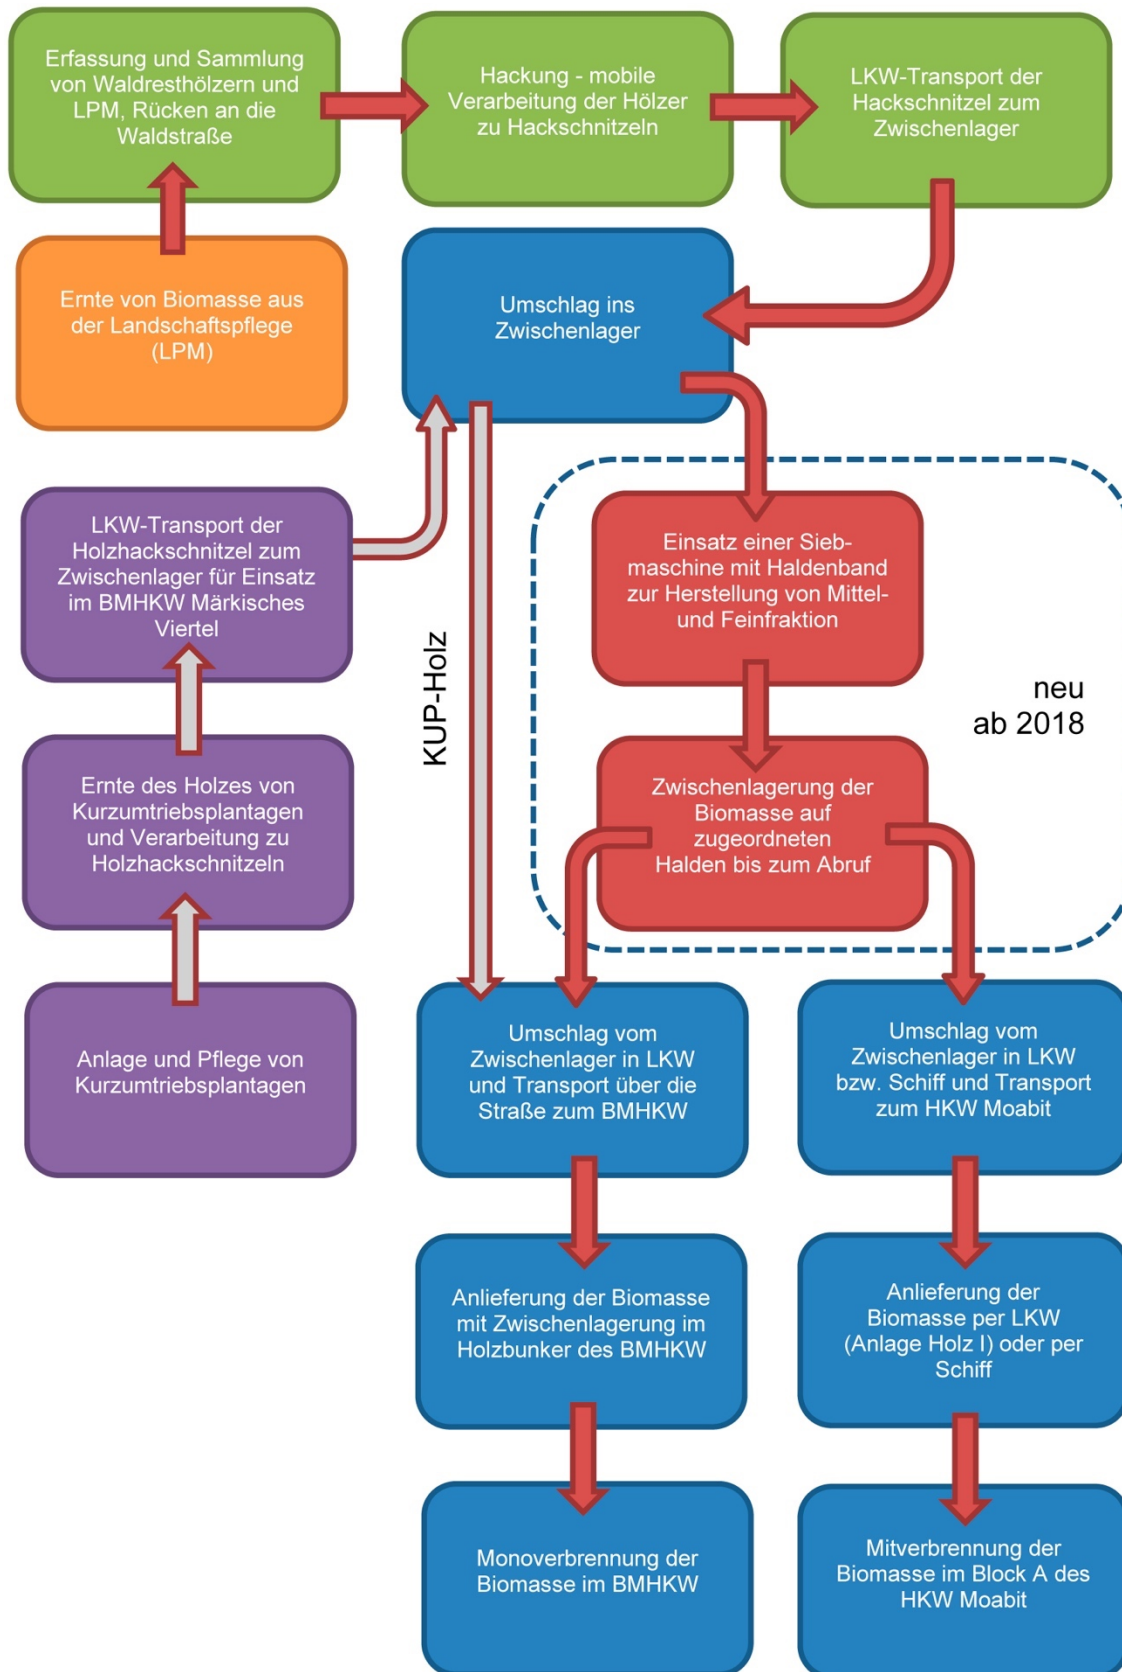 Erfassung und Sammlung
von Waldresthölzern und
LPM, Rücken an die
Waldstraße
Hackung - mobile
Verarbeitung der Hölzer
zu Hackschnitzeln
LKW-Transport der
Hackschnitzel zum
Zwischenlager
Ernte von Biomasse aus
der Landschaftspflege
(LPM)
Umschlag ins
Zwischenlager
LKW-Transport der
Holzhackschnitzel zum
Zwischenlager für Einsatz
im BMHKW Märkisches
Viertel
Einsatz einer Sieb-
maschine mit Haldenband
zur Herstellung von Mittel-
und Feinfraktion
KUP-Holz
neu
ab 2018
Ernte des Holzes von
Kurzumtriebsplantagen
und Verarbeitung zu
Holzhackschnitzeln
Zwischenlagerung der
Biomasse auf
zugeordneten
Halden bis zum Abruf
Anlage und Pflege von
Kurzumtriebsplantagen
Umschlag vom
Zwischenlager in LKW
und Transport über die
Straße zum BMHKW
Umschlag vom
Zwischenlager in LKW
bzw. Schiff und Transport
zum HKW Moabit
Anlieferung der Biomasse
mit Zwischenlagerung im
Holzbunker des BMHKW
Anlieferung der
Biomasse per LKW
(Anlage Holz I) oder per
Schiff
Monoverbrennung der
Biomasse im BMHKW
Mitverbrennung der
Biomasse im Block A des
HKW Moabit